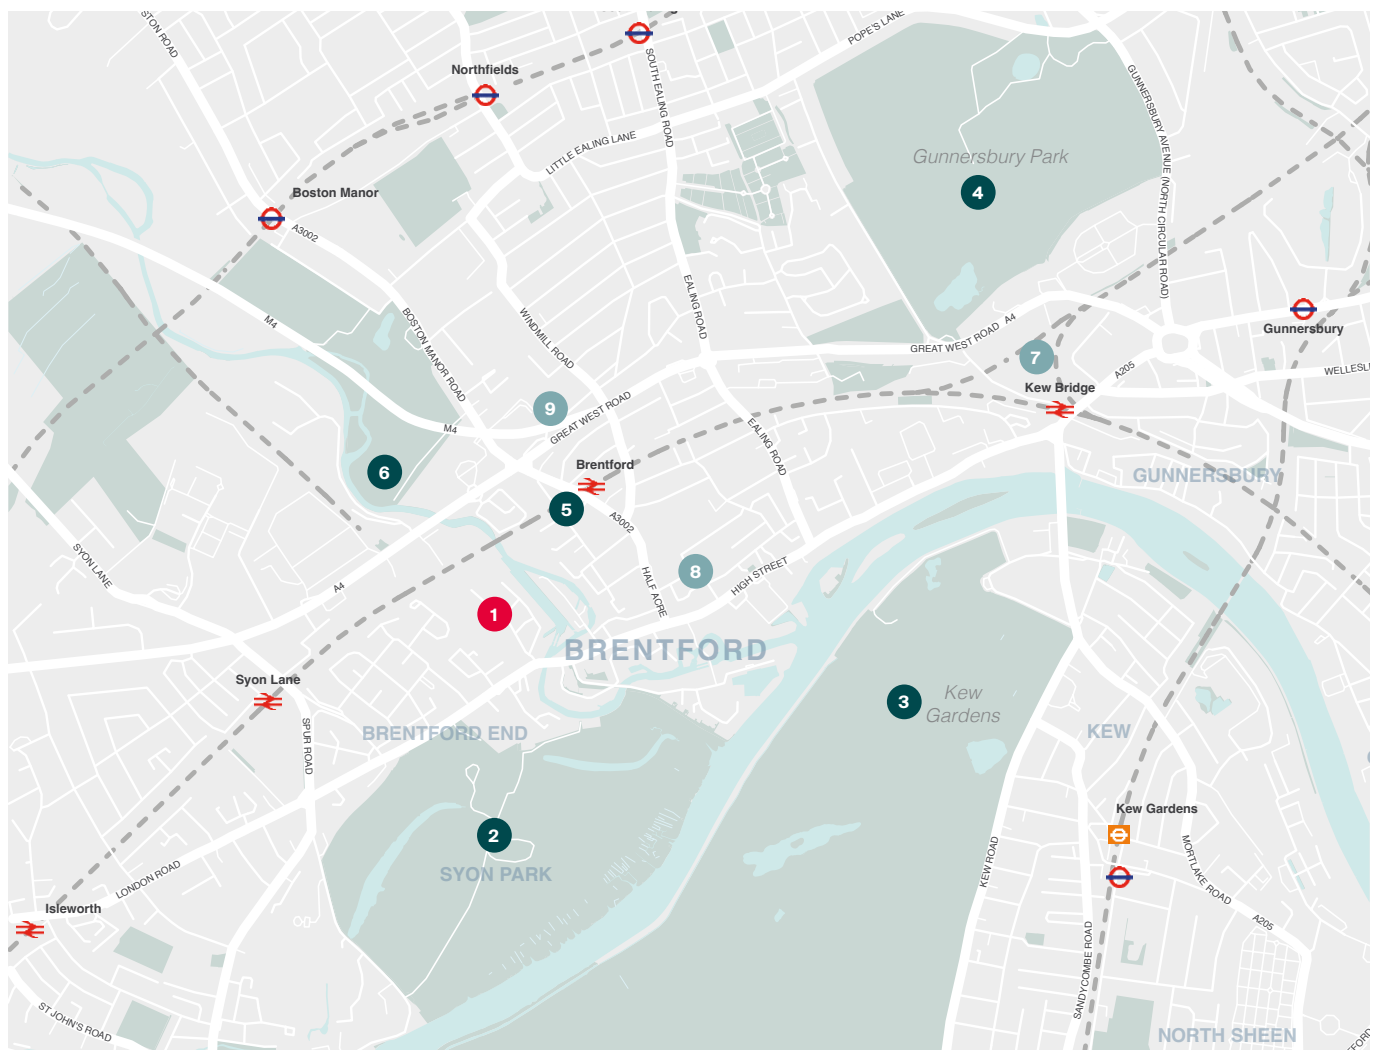 STON ROAD
Northfields
SOUTH EALING ROAD
POPE'S LANE
GUNNERSBURY AVENUE (NORTH CIRCULAR ROAD)
LITTLE EALING LANE
Gunnersbury Park
4
Boston Manor
A3002
EALING ROAD
M4
BOSTON MANOR ROAD
WINDMILL ROAD
GREAT WEST ROAD
A4
Gunnersbury
7
Kew Bridge
A205
WELLESL
9
GREAT WEST ROAD
M4
EALING ROAD
6
Brentford
GUNNERSBURY
5
A3002
SYON LANE
A4
8
HIGH STREET
HALF ACRE
1
BRENTFORD
Syon Lane
3
Kew
Gardens
SPUR ROAD
BRENTFORD END
KEW
Kew Gardens
2
SYON PARK
LONDON ROAD
KEW ROAD
MORTLAKE ROAD
Isleworth
A205
SANDYCOMBE ROAD
ST JOHN'S ROAD
NORTH SHEEN